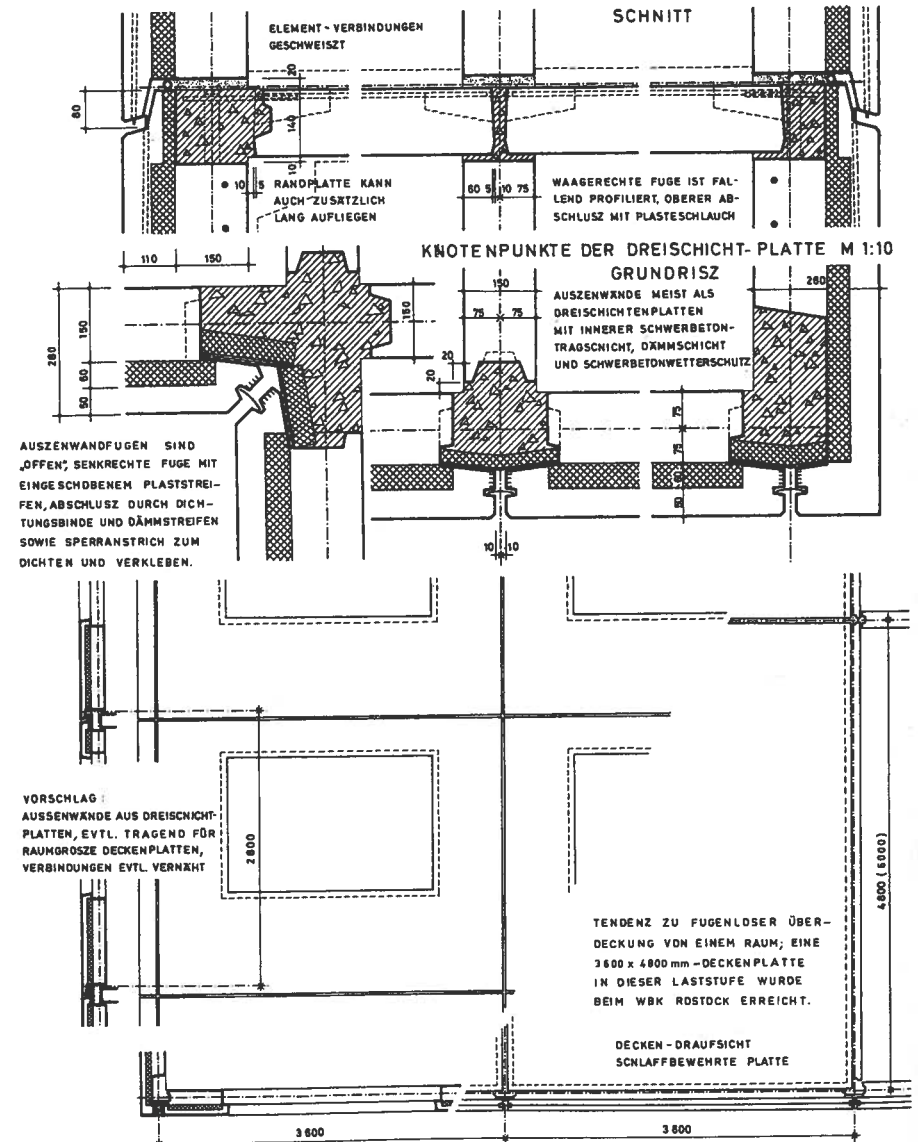 SCHNITT
ELEMENT-VERBINDUNGEN
GESCHWEISZT
20
80
140
10
10 5
RANDPLATTE KANN
AUCH ZUSÄTZLICH
LANG AUFLIEGEN
60 5 10 75
WAAGERECHTE FUGE IST FAL-
LEND PROFILIERT, OBERER AB-
SCHLUSZ MIT PLASTESCHLAUCH
KNOTENPUNKTE DER DREISCHICHT-PLATTE M 1:10
GRUNDRISZ
110
150
150
260
75
75
AUSZENWÄNDE MEIST ALS
DREISCHICHTENPLATTEN
MIT INNERER SCHWERBETON-
TRAGSCHICHT, DÄMMSCHICHT
UND SCHWERBETONWETTERSCHUTZ
280
150
60
50
150
20
20
75
75
60
50
10 10
AUSZENWANDFUGEN SIND
„OFFEN”, SENKRECHTE FUGE MIT
EINGESCHOBENEM PLASTSTREI-
FEN, ABSCHLUSZ DURCH DICH-
TUNGSBINDE UND DÄMMSTREIFEN
SOWIE SPERRANSTRICH ZUM
DICHTEN UND VERKLEBEN.
VORSCHLAG:
AUSSENWÄNDE AUS DREISCHICHT-
PLATTEN, EVTL. TRAGEND FÜR
RAUMGROSZE DECKENPLATTEN,
VERBINDUNGEN EVTL. VERNÄHT
2800
4800 (6000)
TENDENZ ZU FUGENLOSER ÜBER-
DECKUNG VON EINEM RAUM; EINE
3600 x 4800 mm-DECKENPLATTE
IN DIESER LASTSTUFE WURDE
BEIM WBK ROSTOCK ERREICHT.
DECKEN-DRAUFSICHT
SCHLAFFBEWEHRTE PLATTE
3600
3600